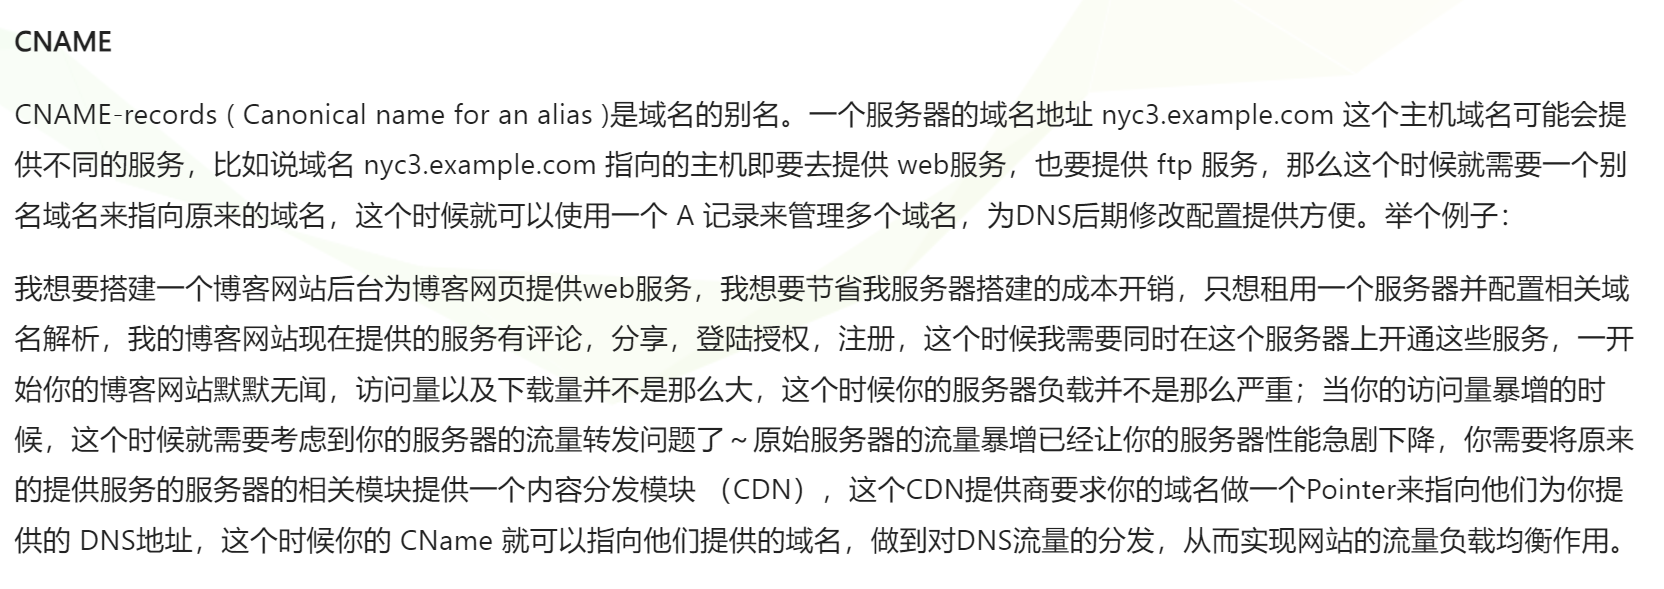 CNAME
CNAME-records ( Canonical name for an alias )是域名的别名。一个服务器的域名地址 nyc3.example.com 这个主机域名可能会提
供不同的服务，比如说域名 nyc3.example.com 指向的主机即要去提供 web服务，也要提供 ftp 服务，那么这个时候就需要一个别
名域名来指向原来的域名，这个时候就可以使用一个 A 记录来管理多个域名，为DNS后期修改配置提供方便。举个例子：
我想要搭建一个博客网站后台为博客网页提供web服务，我想要节省我服务器搭建的成本开销，只想租用一个服务器并配置相关域
名解析，我的博客网站现在提供的服务有评论，分享，登陆授权，注册，这个时候我需要同时在这个服务器上开通这些服务，一开
始你的博客网站默默无闻，访问量以及下载量并不是那么大，这个时候你的服务器负载并不是那么严重；当你的访问量暴增的时
候，这个时候就需要考虑到你的服务器的流量转发问题了～原始服务器的流量暴增已经让你的服务器性能急剧下降，你需要将原来
的提供服务的服务器的相关模块提供一个内容分发模块 （CDN），这个CDN提供商要求你的域名做一个Pointer来指向他们为你提
供的 DNS地址，这个时候你的 CName 就可以指向他们提供的域名，做到对DNS流量的分发，从而实现网站的流量负载均衡作用。